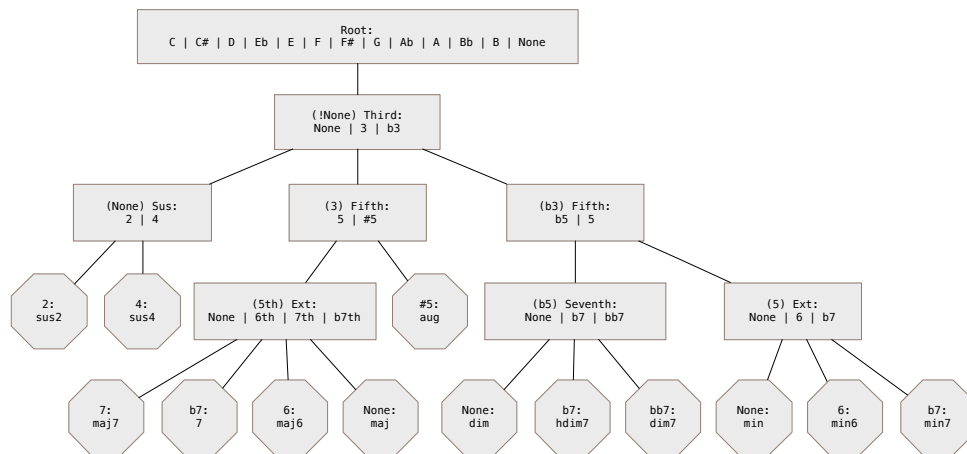 Root:
C | C# | D | Eb | E | F | F# | G | Ab | A | Bb | B | None
(!None) Third:
None | 3 | b3
(None) Sus:
2 | 4
(3) Fifth:
5 | #5
(b3) Fifth:
b5 | 5
2:
sus2
4:
sus4
(5th) Ext:
None | 6th | 7th | b7th
#5:
aug
(b5) Seventh:
None | b7 | bb7
(5) Ext:
None | 6 | b7
7:
maj7
b7:
7
6:
maj6
None:
maj
None:
dim
b7:
hdim7
bb7:
dim7
None:
min
6:
min6
b7:
min7